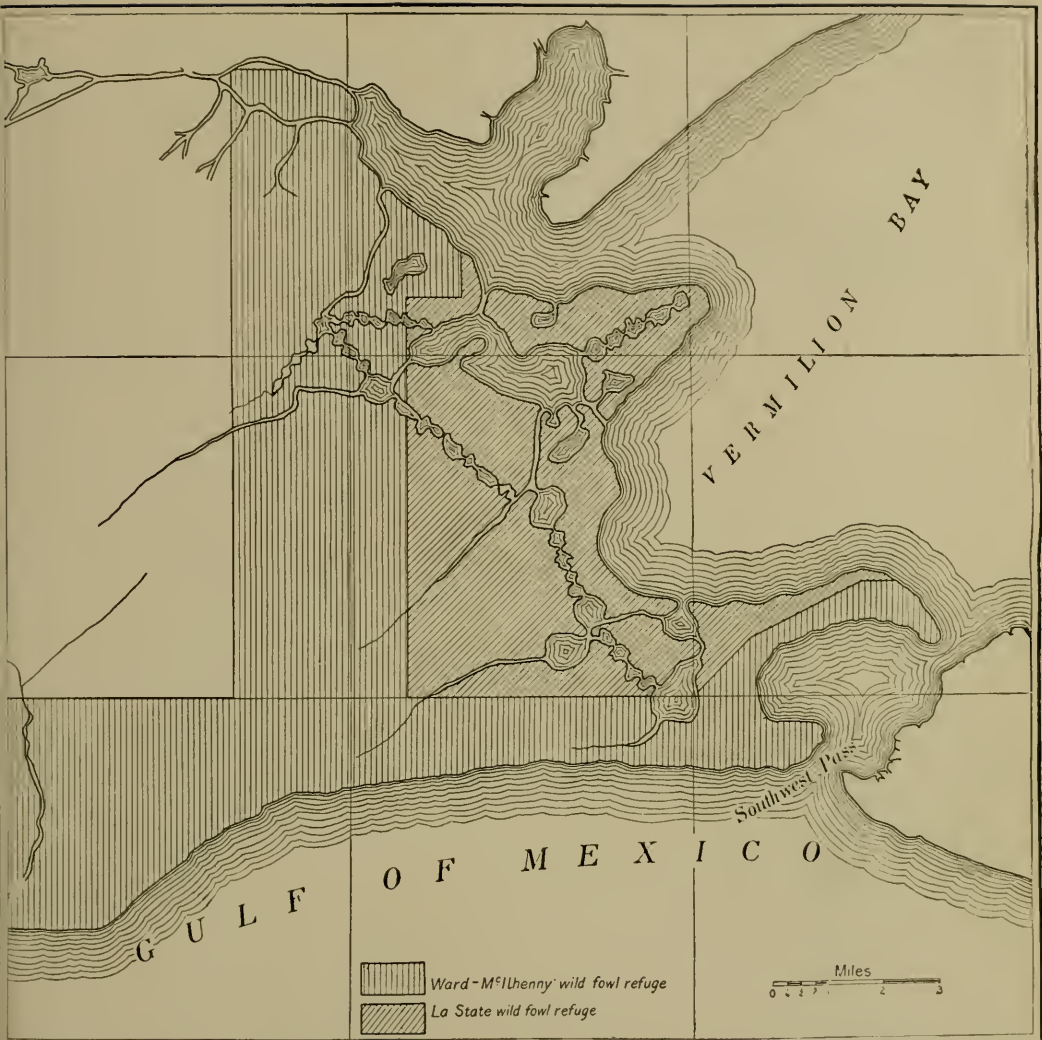 VERMILION BAY
Southwest Pass
GULF OF MEXICO
Ward-McIlhenny wild fowl refuge
La State wild fowl refuge
Miles
0 2 3